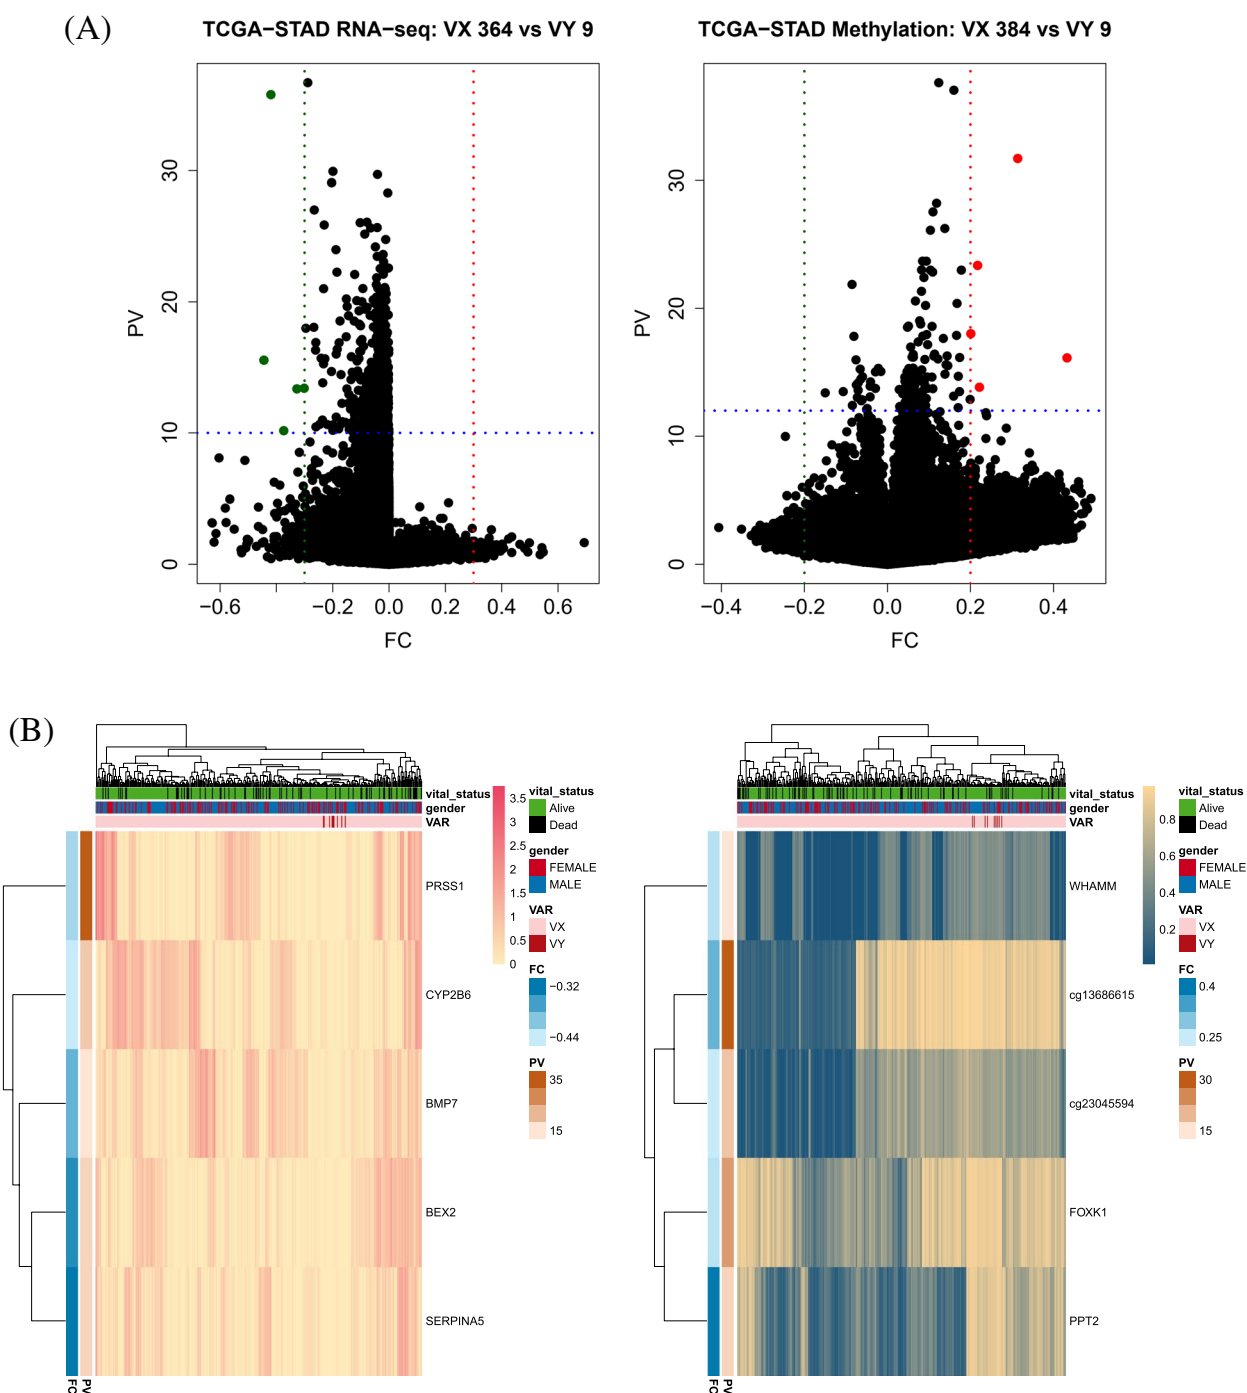 (A)
TCGA−STAD RNA−seq: VX 364 vs VY 9
PV
0
10
20
30
−0.6
−0.2
0.0
0.2
0.4
0.6
FC
TCGA−STAD Methylation: VX 384 vs VY 9
PV
0
10
20
30
−0.4
−0.2
0.0
0.2
0.4
FC
(B)
vital_status
gender
VAR
PRSS1
CYP2B6
BMP7
BEX2
SERPINA5
FC
PV
3.5
3
2.5
2
1.5
1
0.5
0
vital_status
Alive
Dead
gender
FEMALE
MALE
VAR
VX
VY
FC
−0.32
−0.44
PV
35
15
vital_status
gender
VAR
WHAMM
cg13686615
cg23045594
FOXK1
PPT2
FC
PV
0.8
0.6
0.4
0.2
vital_status
Alive
Dead
gender
FEMALE
MALE
VAR
VX
VY
FC
0.4
0.25
PV
30
15